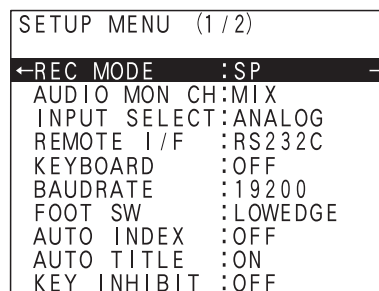 SETUP MENU (1/2)
←REC MODE :SP
AUDIO MON CH:MIX
INPUT SELECT:ANALOG
REMOTE I/F :RS232C
KEYBOARD :OFF
BAUDRATE :19200
FOOT SW :LOWEDGE
AUTO INDEX :OFF
AUTO TITLE :ON
KEY INHIBIT :OFF